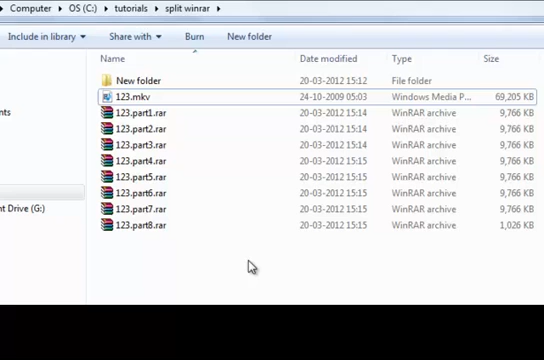 Computer ▸ OS (C:) ▸ tutorials ▸ split winrar ▸
Include in library ▾ Share with ▾ Burn New folder
Name Date modified Type Size
New folder 20-03-2012 15:12 File folder
123.mkv 24-10-2009 05:03 Windows Media P... 69,205 KB
nts 123.part1.rar 20-03-2012 15:14 WinRAR archive 9,766 KB
123.part2.rar 20-03-2012 15:14 WinRAR archive 9,766 KB
123.part3.rar 20-03-2012 15:14 WinRAR archive 9,766 KB
123.part4.rar 20-03-2012 15:15 WinRAR archive 9,766 KB
123.part5.rar 20-03-2012 15:15 WinRAR archive 9,766 KB
123.part6.rar 20-03-2012 15:15 WinRAR archive 9,766 KB
nt Drive (G:) 123.part7.rar 20-03-2012 15:15 WinRAR archive 9,766 KB
123.part8.rar 20-03-2012 15:15 WinRAR archive 1,026 KB